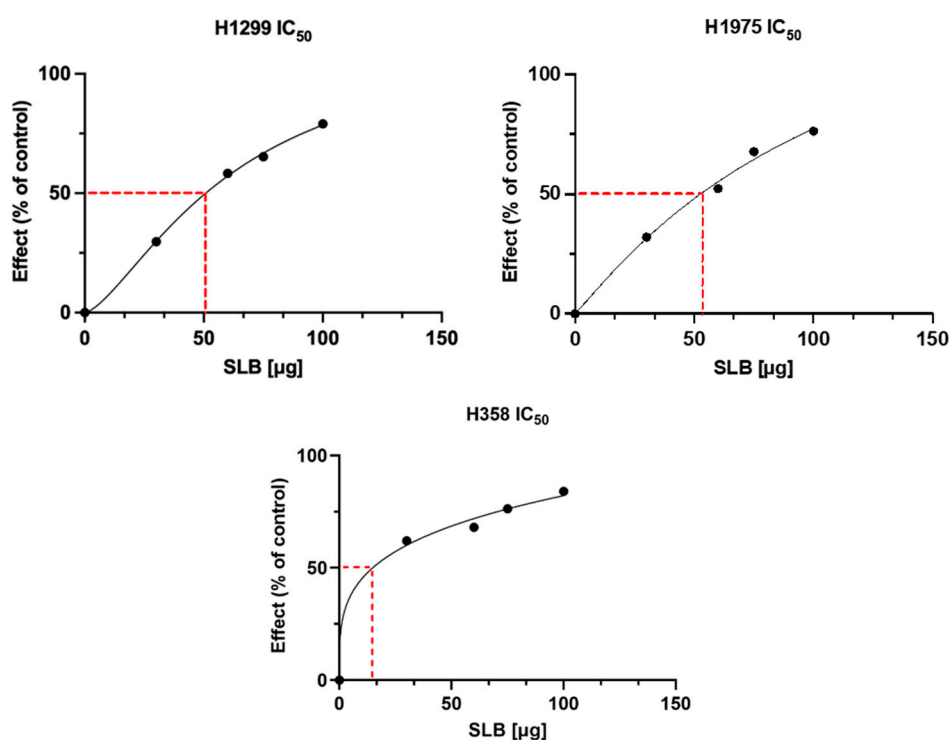 H1299 IC50
Effect (% of control)
100
50
0
0 50 100 150
SLB [µg]
H1975 IC50
Effect (% of control)
100
50
0
0 50 100 150
SLB [µg]
H358 IC50
Effect (% of control)
100
50
0
0 50 100 150
SLB [µg]